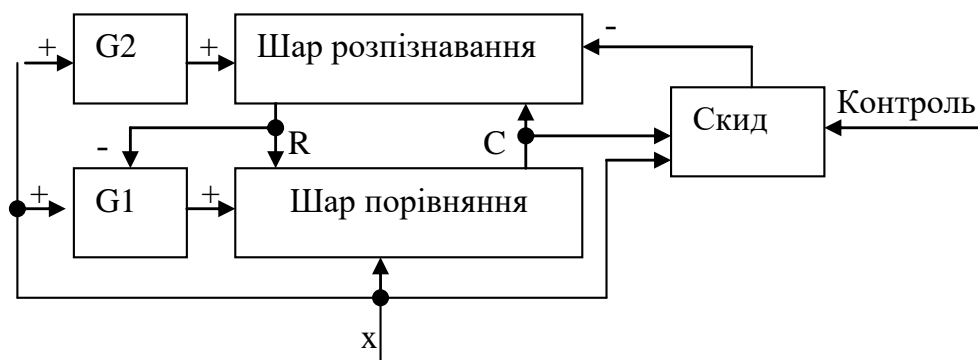 + G2 + Шар розпізнавання -
Скид Контроль
- R C
+ G1 + Шар порівняння
x